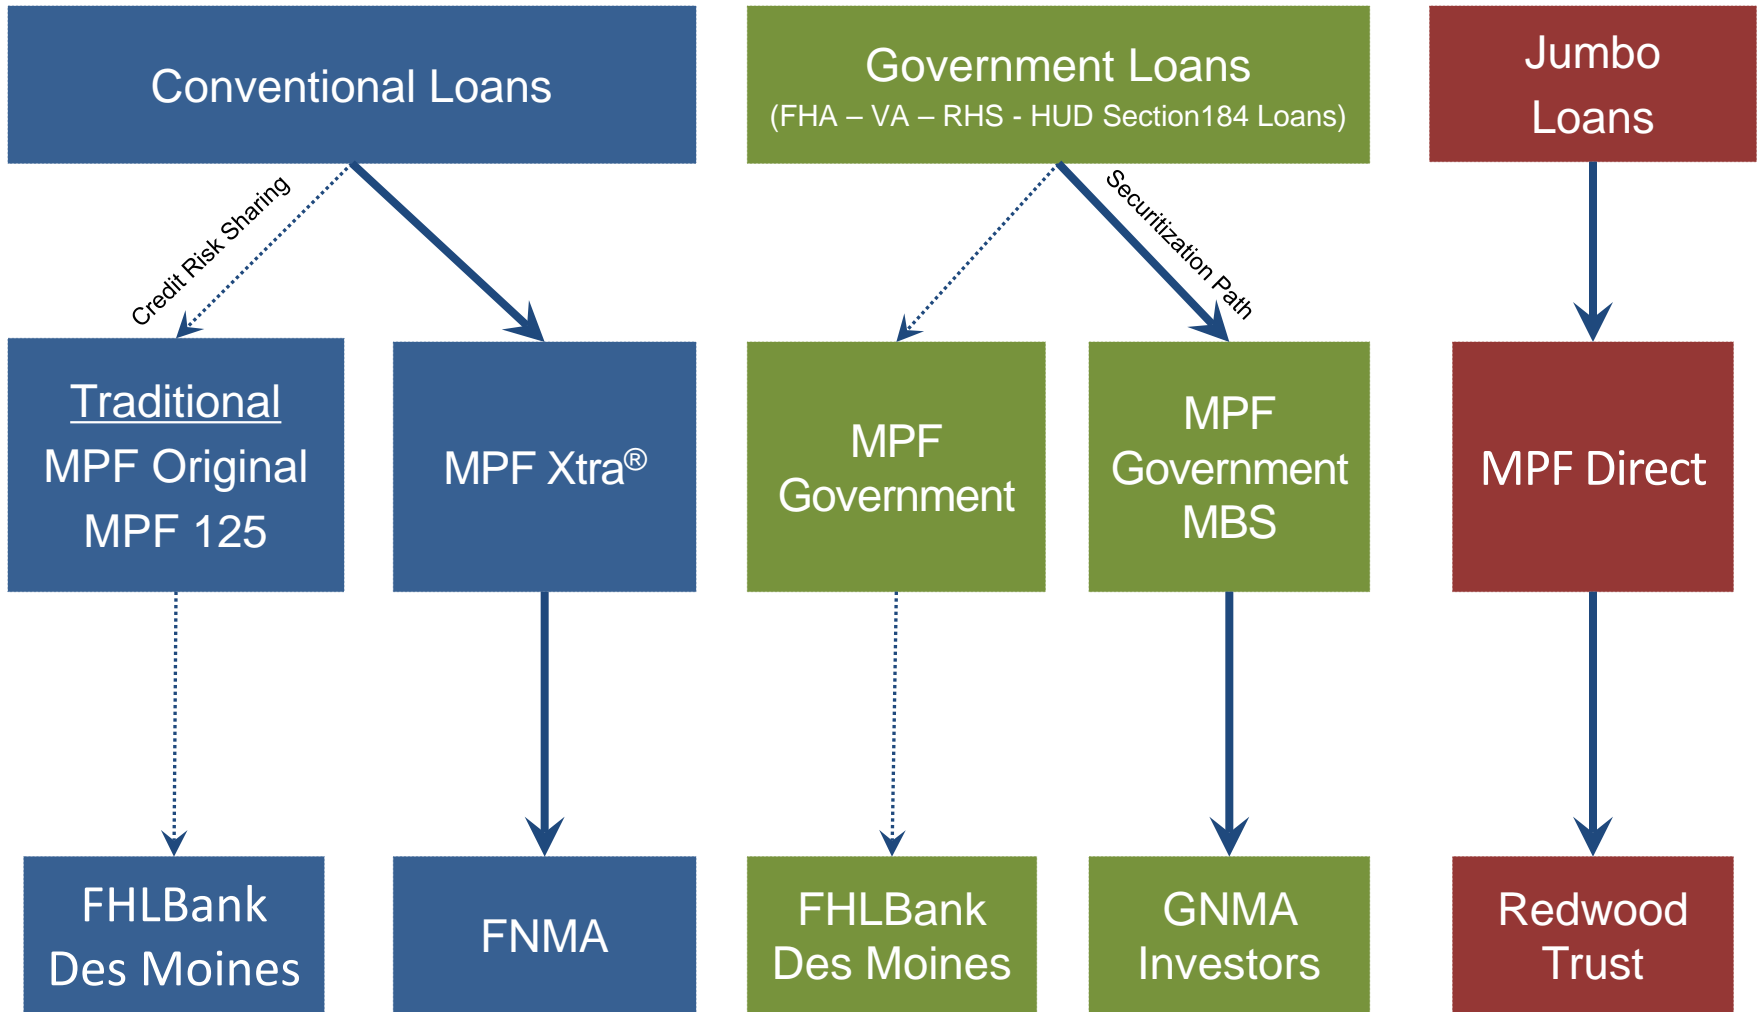 Conventional Loans
Government Loans
(FHA – VA – RHS - HUD Section184 Loans)
Jumbo
Loans
Credit Risk Sharing
Securitization Path
Traditional
MPF Original
MPF 125
MPF Xtra®
MPF
Government
MPF
Government
MBS
MPF Direct
FHLBank
Des Moines
FNMA
FHLBank
Des Moines
GNMA
Investors
Redwood
Trust